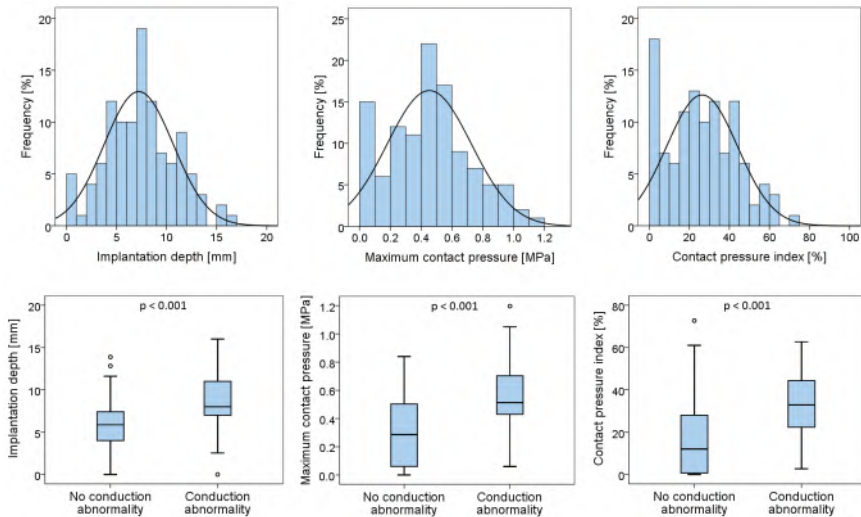 20
15
10
5
0
Frequency [%]
0 5 10 15 20
Implantation depth [mm]
25
20
15
10
5
0
Frequency [%]
0.0 0.2 0.4 0.6 0.8 1.0 1.2
Maximum contact pressure [MPa]
20
15
10
5
0
Frequency [%]
0 20 40 60 80 100
Contact pressure index [%]
p < 0.001
20
15
10
5
0
Implantation depth [mm]
No conduction Conduction
abnormality abnormality
p < 0.001
1.2
1.0
0.8
0.6
0.4
0.2
0.0
Maximum contact pressure [MPa]
No conduction Conduction
abnormality abnormality
p < 0.001
80
60
40
20
0
Contact pressure index [%]
No conduction Conduction
abnormality abnormality